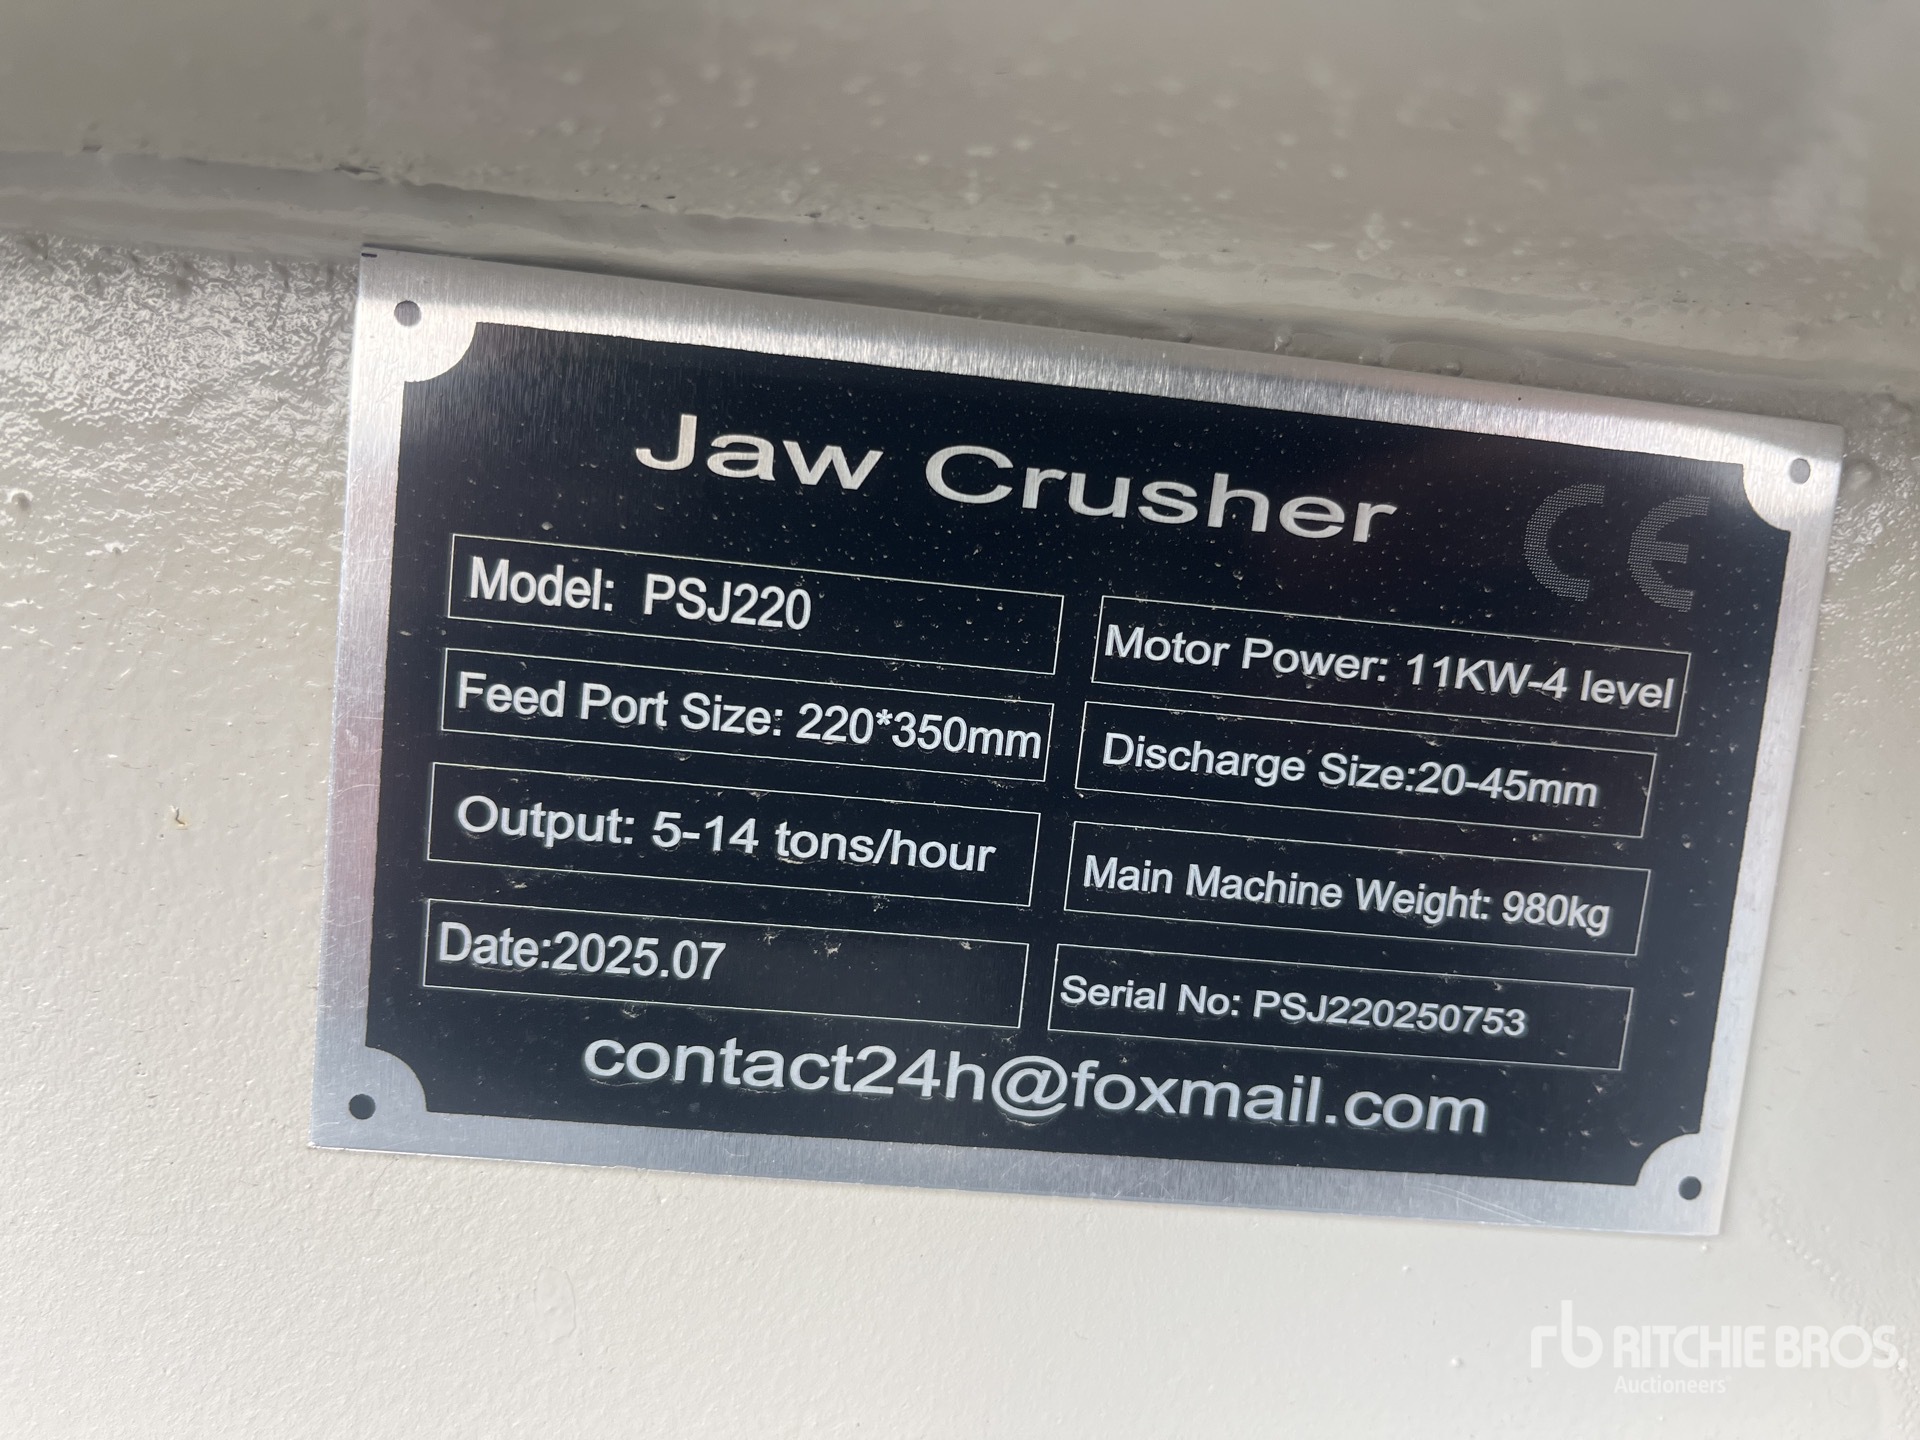 Jaw Crusher
CE
Model: PSJ220
Motor Power: 11KW-4 level
Feed Port Size: 220*350mm
Discharge Size:20-45mm
Output: 5-14 tons/hour
Main Machine Weight: 980kg
Date:2025.07
Serial No: PSJ220250753
contact24h@foxmail.com
rb RITCHIE BROS.
Auctioneers